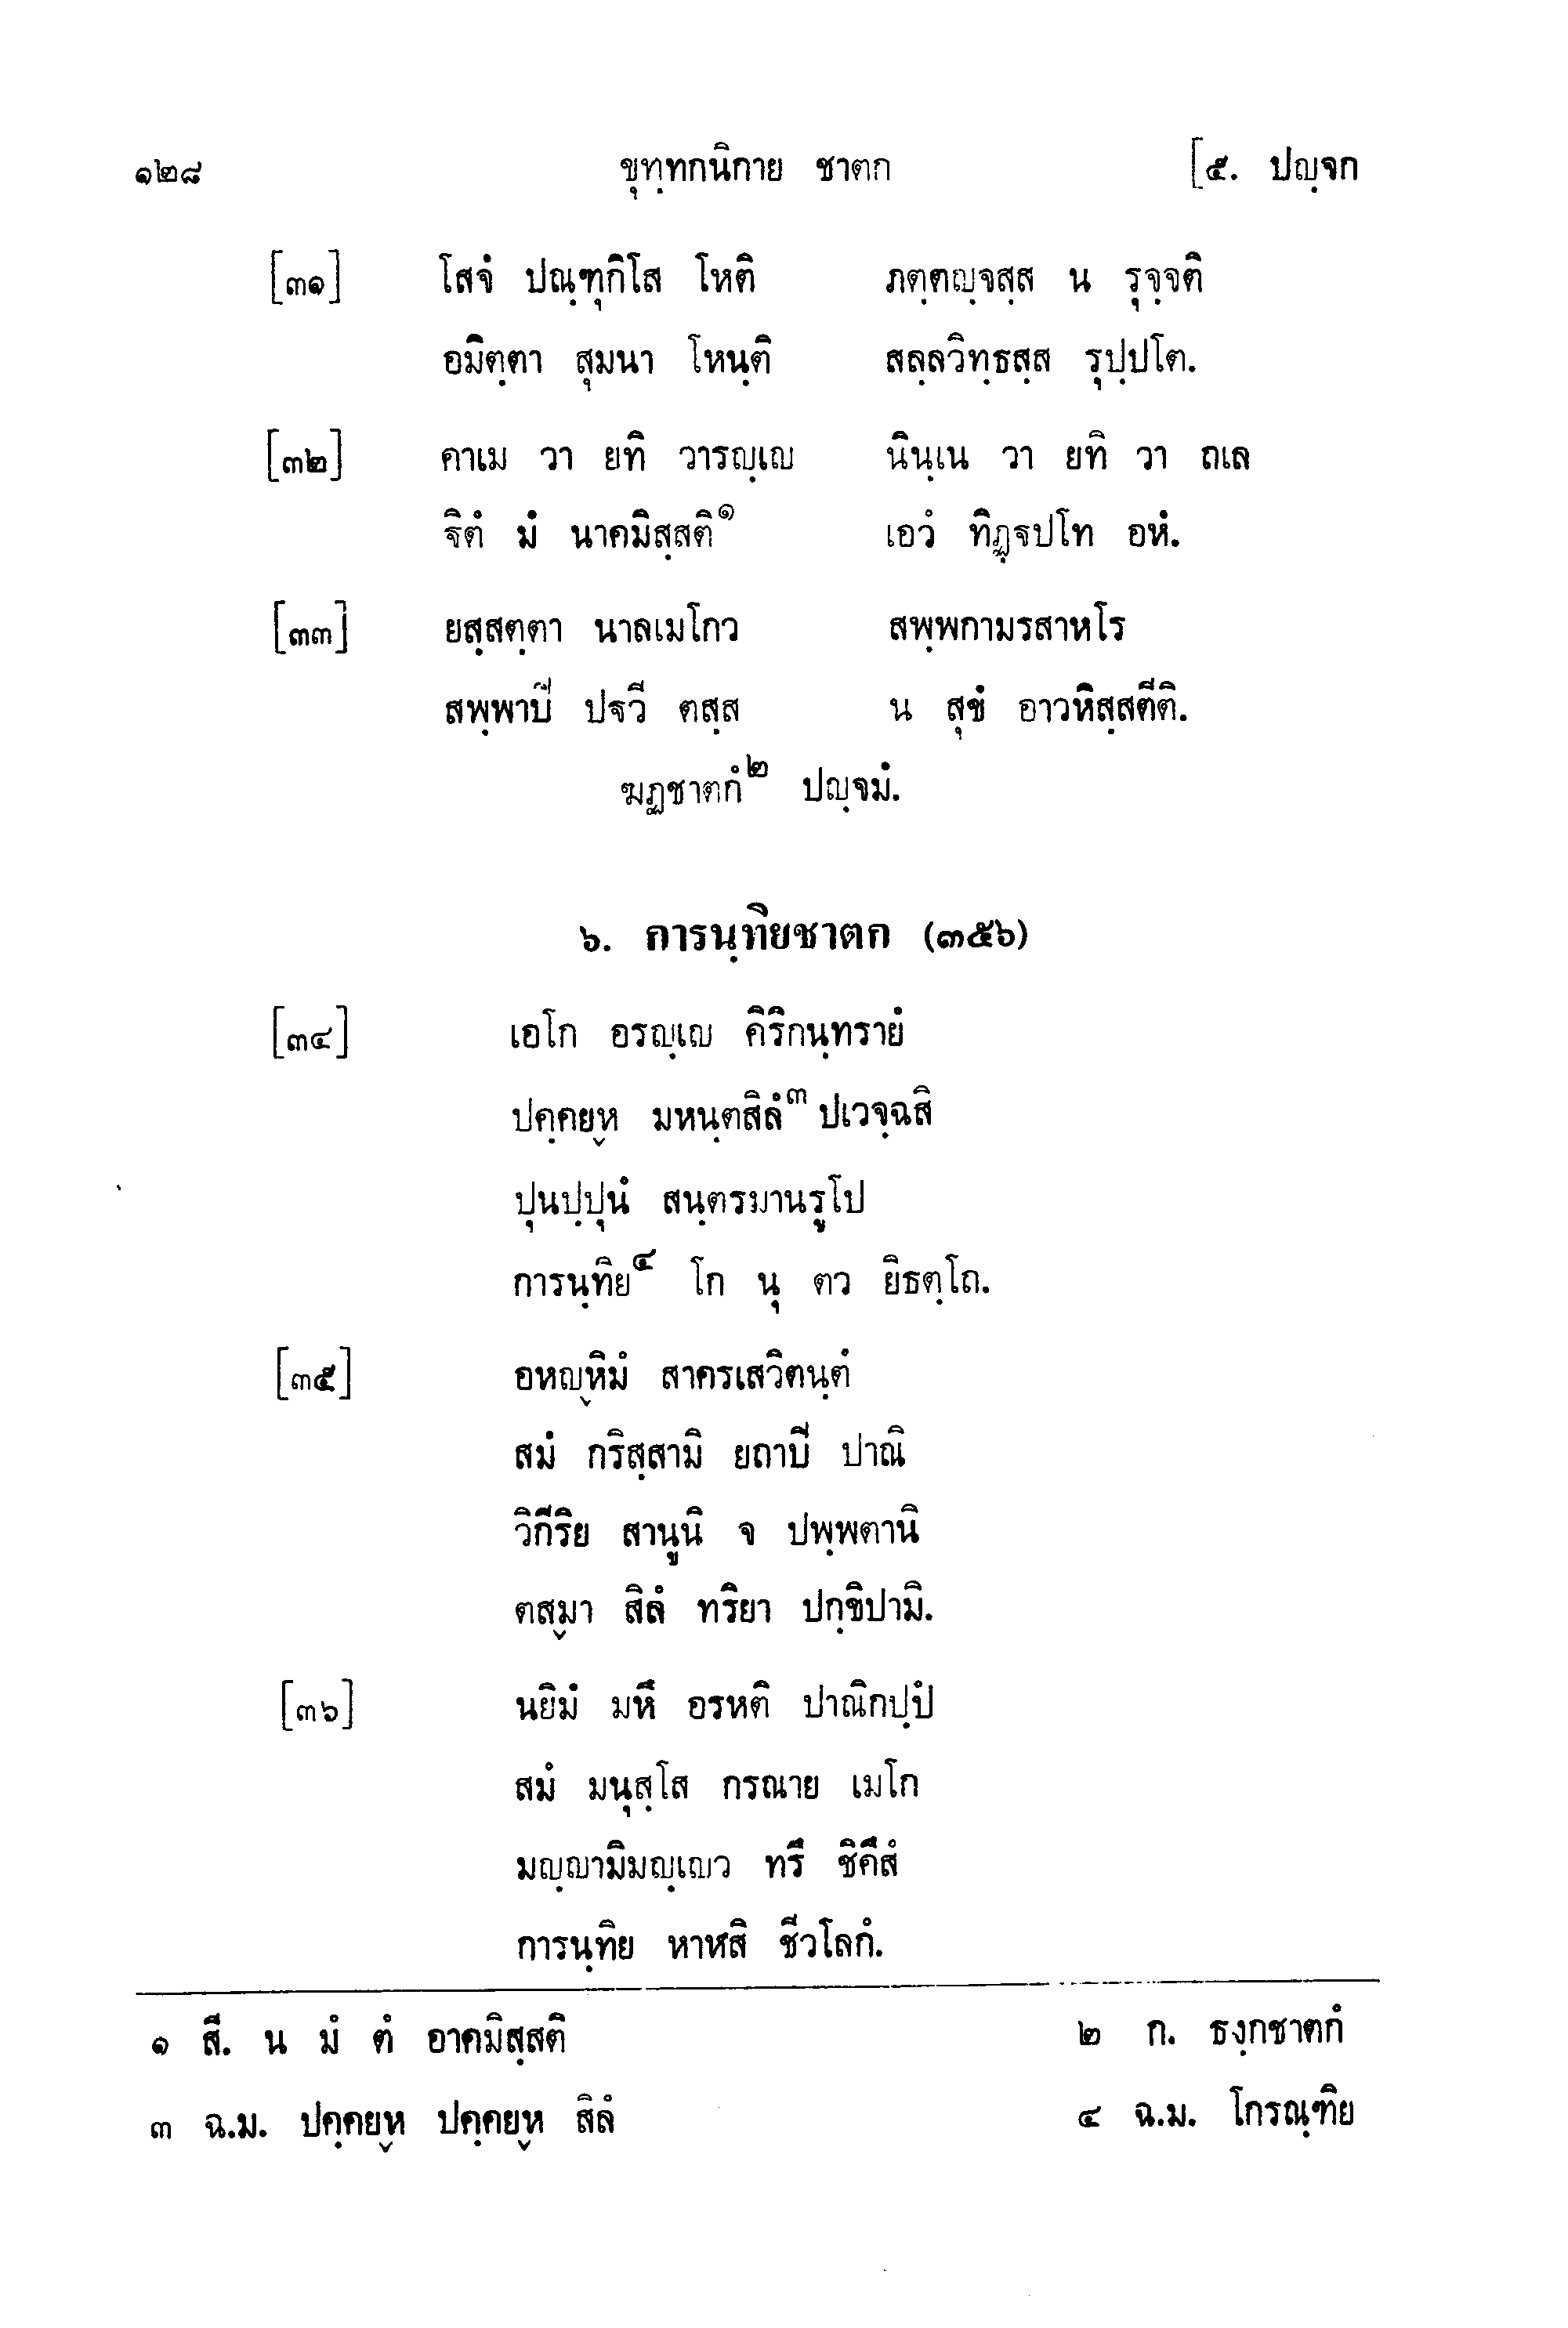 ๑๒๘ ขุทฺทกนิกาย ชาตก [๕. ปญฺจก
[๓๑] โสจํ ปณฺฑุกิโส โหติ ภตฺตญฺจสฺส น รุจฺจติ
อมิตฺตา สุมนา โหนฺติ สลฺลวิทฺธสฺส รุปฺปโต.
[๓๒] คาเม วา ยทิ วารญฺเญ นินฺเน วา ยทิ วา ถเล
ฐิตํ มํ นาคมิสฺสติ๑ เอวํ ทิฏฺฐปโท อหํ.
[๓๓] ยสฺสตฺตา นาลเมโกว สพฺพกามรสาหโร
สพฺพาปิ ปฐวี ตสฺส น สุขํ อาวหิสฺสตีติ.
ฆฏชาตกํ๒ ปญฺจมํ.
๖. การนฺทิยชาตก (๓๕๖)
[๓๔] เอโก อรญฺเญ คิริกนฺทรายํ
ปคฺคยฺห มหนฺตสิลํ๓ ปเวจฺฉสิ
ปุนปฺปุนํ สนฺตรมานรูโป
การนฺทิย๔ โก นุ ตว ยิธตฺโถ.
[๓๕] อหญฺหิมํ สาครเสวิตนฺตํ
สมํ กริสฺสามิ ยถาปิ ปาณิ
วิกีริย สานูนิ จ ปพฺพตานิ
ตสฺมา สิลํ ทริยา ปกฺขิปามิ.
[๓๖] นยิมํ มหึ อรหติ ปาณิกปฺปํ
สมํ มนุสฺโส กรณาย เมโก
มญฺญามิมญฺเญว ทรึ ชิคึสํ
การนฺทิย หาหสิ ชีวโลกํ.
๑ สี. น มํ ตํ อาคมิสฺสติ ๒ ก. ธงฺกชาตกํ
๓ ฉ.ม. ปคฺคยฺห ปคฺคยฺห สิลํ ๔ ฉ.ม. โกรณฺฑิย